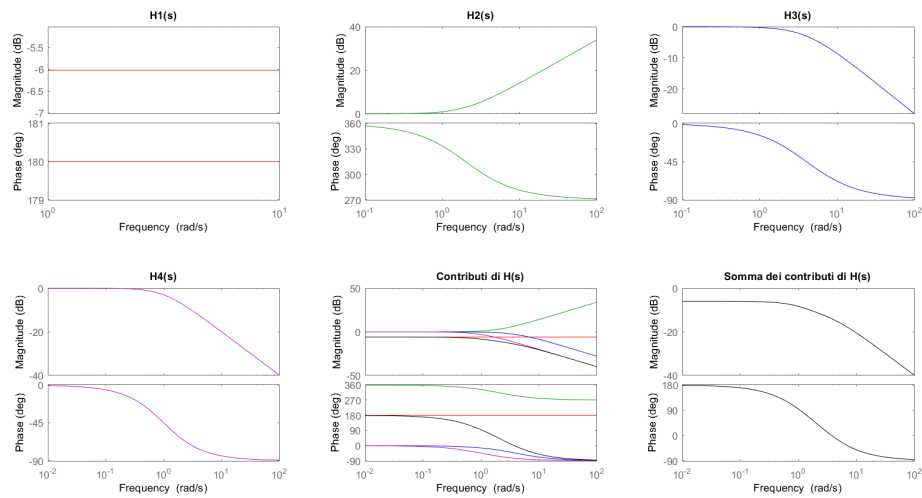 H1(s)
Magnitude (dB)
-5.5
-6
-6.5
-7
Phase (deg)
181
180
179
10^0
10^1
Frequency (rad/s)
H2(s)
Magnitude (dB)
40
20
0
Phase (deg)
360
330
300
270
10^-1
10^0
10^1
10^2
Frequency (rad/s)
H3(s)
Magnitude (dB)
0
-10
-20
Phase (deg)
0
-45
-90
10^-1
10^0
10^1
10^2
Frequency (rad/s)
H4(s)
Magnitude (dB)
0
-20
-40
Phase (deg)
0
-45
-90
10^-2
10^-1
10^0
10^1
10^2
Frequency (rad/s)
Contributi di H(s)
Magnitude (dB)
50
0
-50
Phase (deg)
360
270
180
90
0
-90
10^-2
10^-1
10^0
10^1
10^2
Frequency (rad/s)
Somma dei contributi di H(s)
Magnitude (dB)
0
-20
-40
Phase (deg)
180
90
0
-90
10^-2
10^-1
10^0
10^1
10^2
Frequency (rad/s)